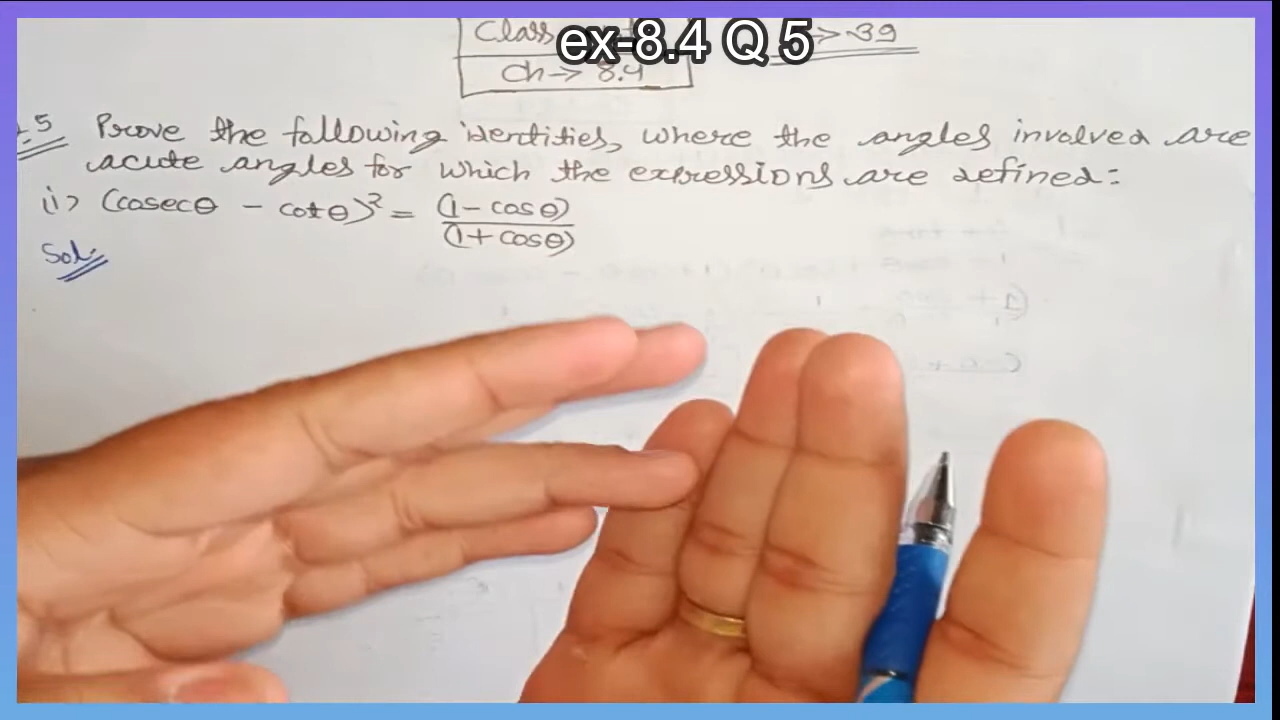 ex-8.4 Q 5
Class
→ 39
Ch → 8.4
5 Prove the following identities, where the angles involved are
acute angles for which the expressions are defined:
(i) (cosecθ - cotθ)² = (1 - cosθ)
(1 + cosθ)
Sol: